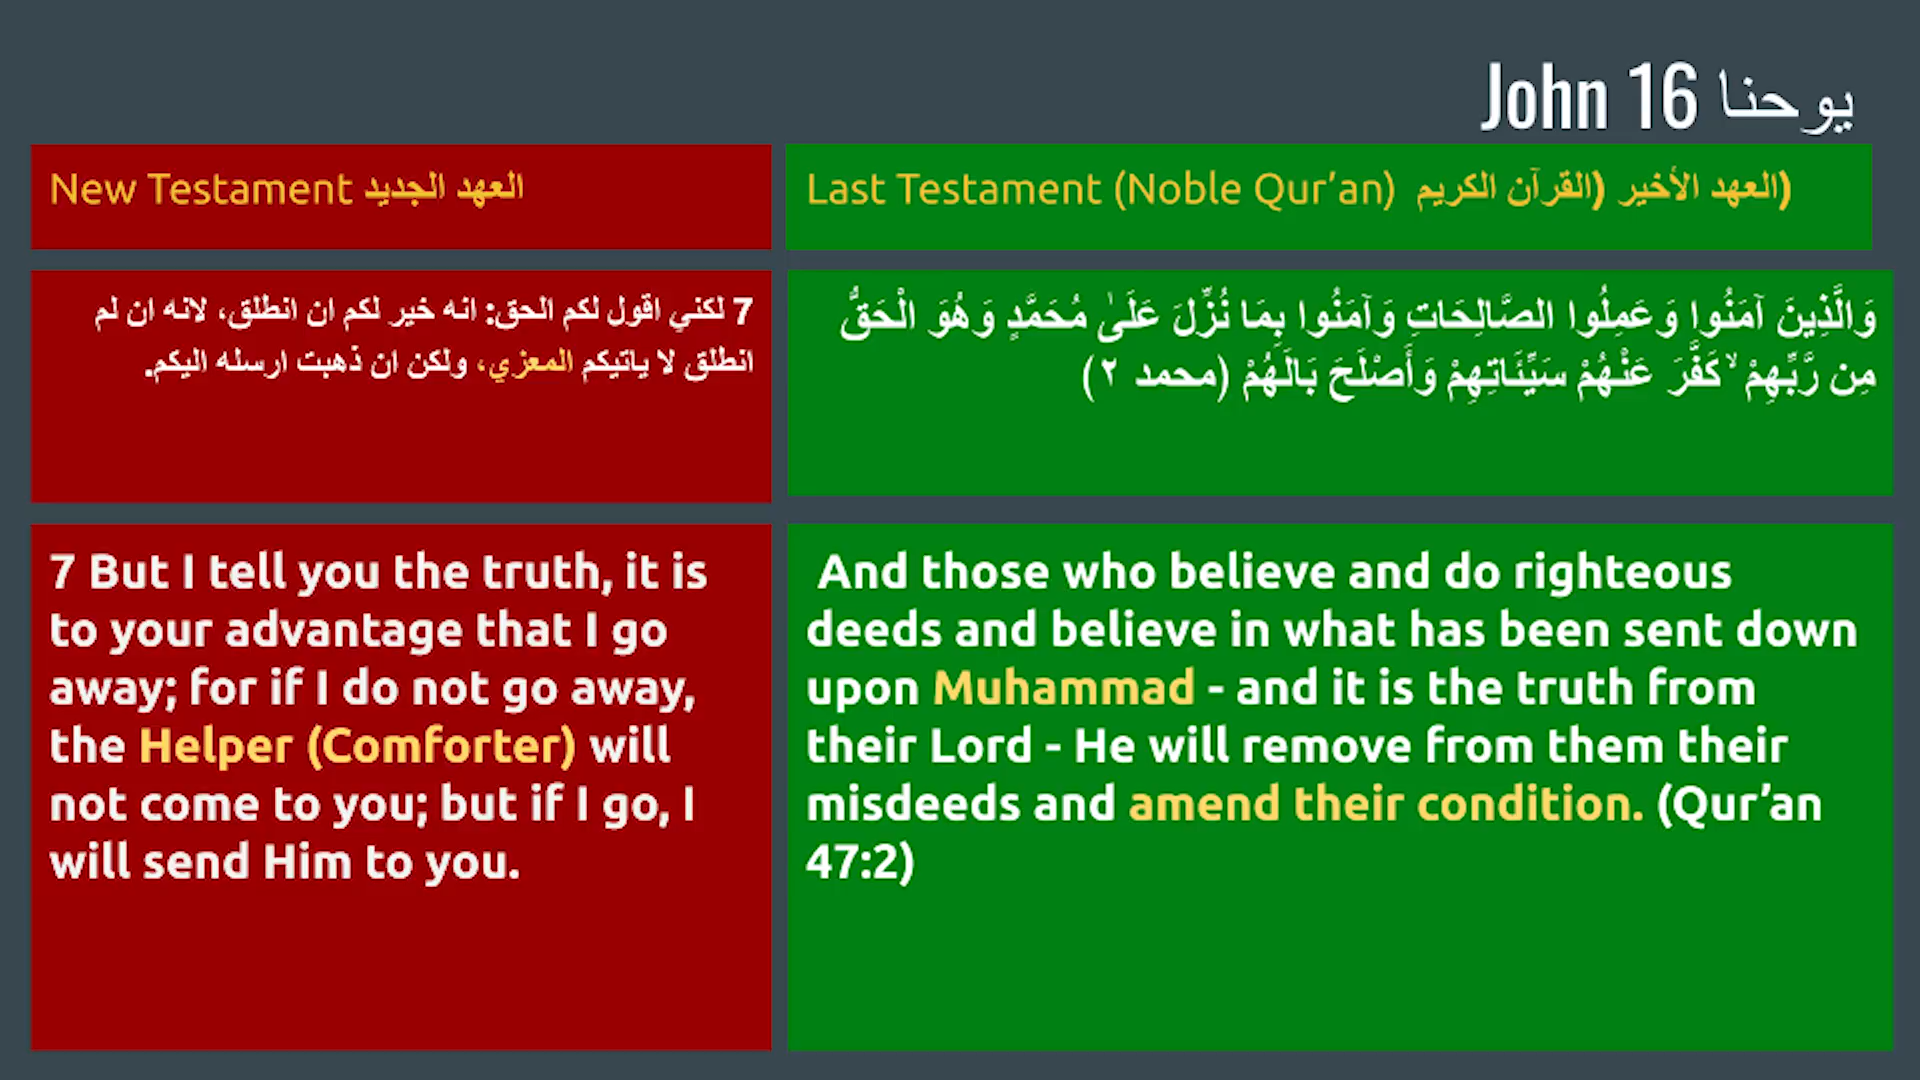 John 16 يوحنا
New Testament العهد الجديد
Last Testament (Noble Qur’an) العهد الأخير (القرآن الكريم)
7 لكني اقول لكم الحق: انه خير لكم ان انطلق، لانه ان لم
انطلق لا ياتيكم المعزي، ولكن ان ذهبت ارسله اليكم.
وَالَّذِينَ آمَنُوا وَعَمِلُوا الصَّالِحَاتِ وَآمَنُوا بِمَا نُزِّلَ عَلَىٰ مُحَمَّدٍ وَهُوَ الْحَقُّ
مِن رَّبِّهِمْ ۙ كَفَّرَ عَنْهُمْ سَيِّئَاتِهِمْ وَأَصْلَحَ بَالَهُمْ (محمد ٢)
7 But I tell you the truth, it is
to your advantage that I go
away; for if I do not go away,
the Helper (Comforter) will
not come to you; but if I go, I
will send Him to you.
And those who believe and do righteous
deeds and believe in what has been sent down
upon Muhammad - and it is the truth from
their Lord - He will remove from them their
misdeeds and amend their condition. (Qur’an
47:2)